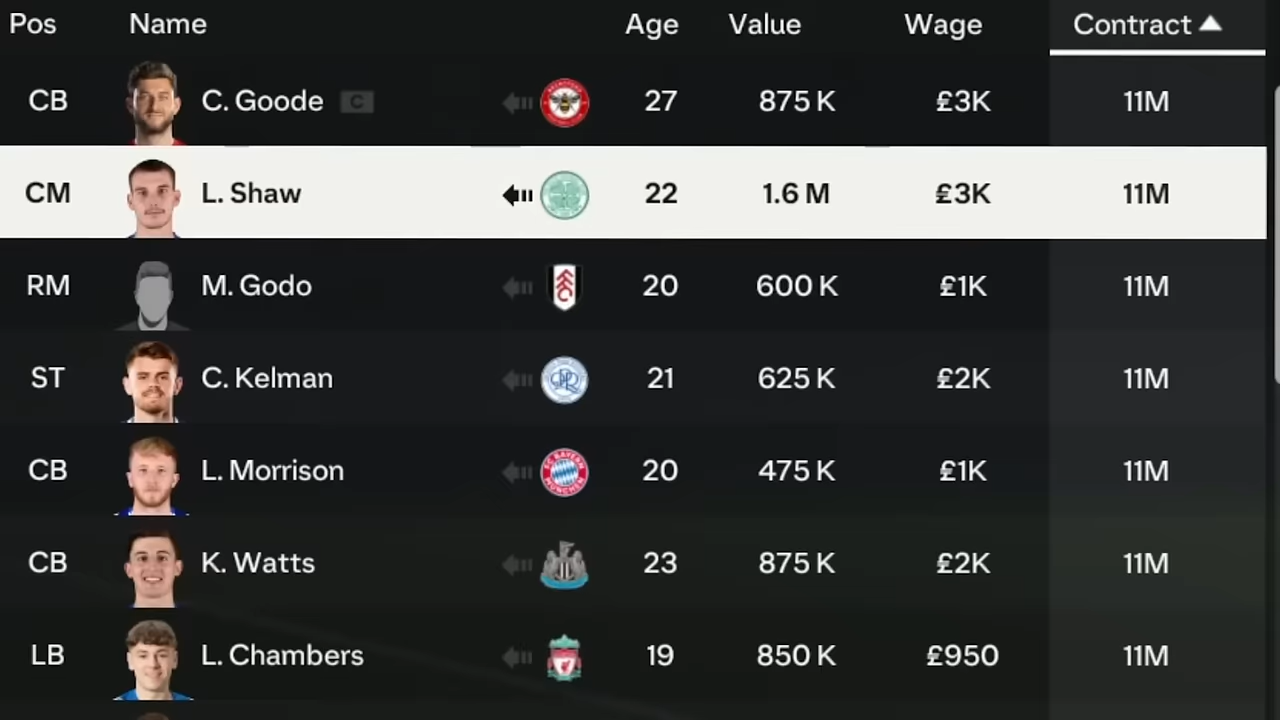 Pos Name Age Value Wage Contract
CB C. Goode C 27 875 K £3K 11M
CM L. Shaw 22 1.6 M £3K 11M
RM M. Godo 20 600 K £1K 11M
ST C. Kelman 21 625 K £2K 11M
CB L. Morrison 20 475 K £1K 11M
CB K. Watts 23 875 K £2K 11M
LB L. Chambers 19 850 K £950 11M